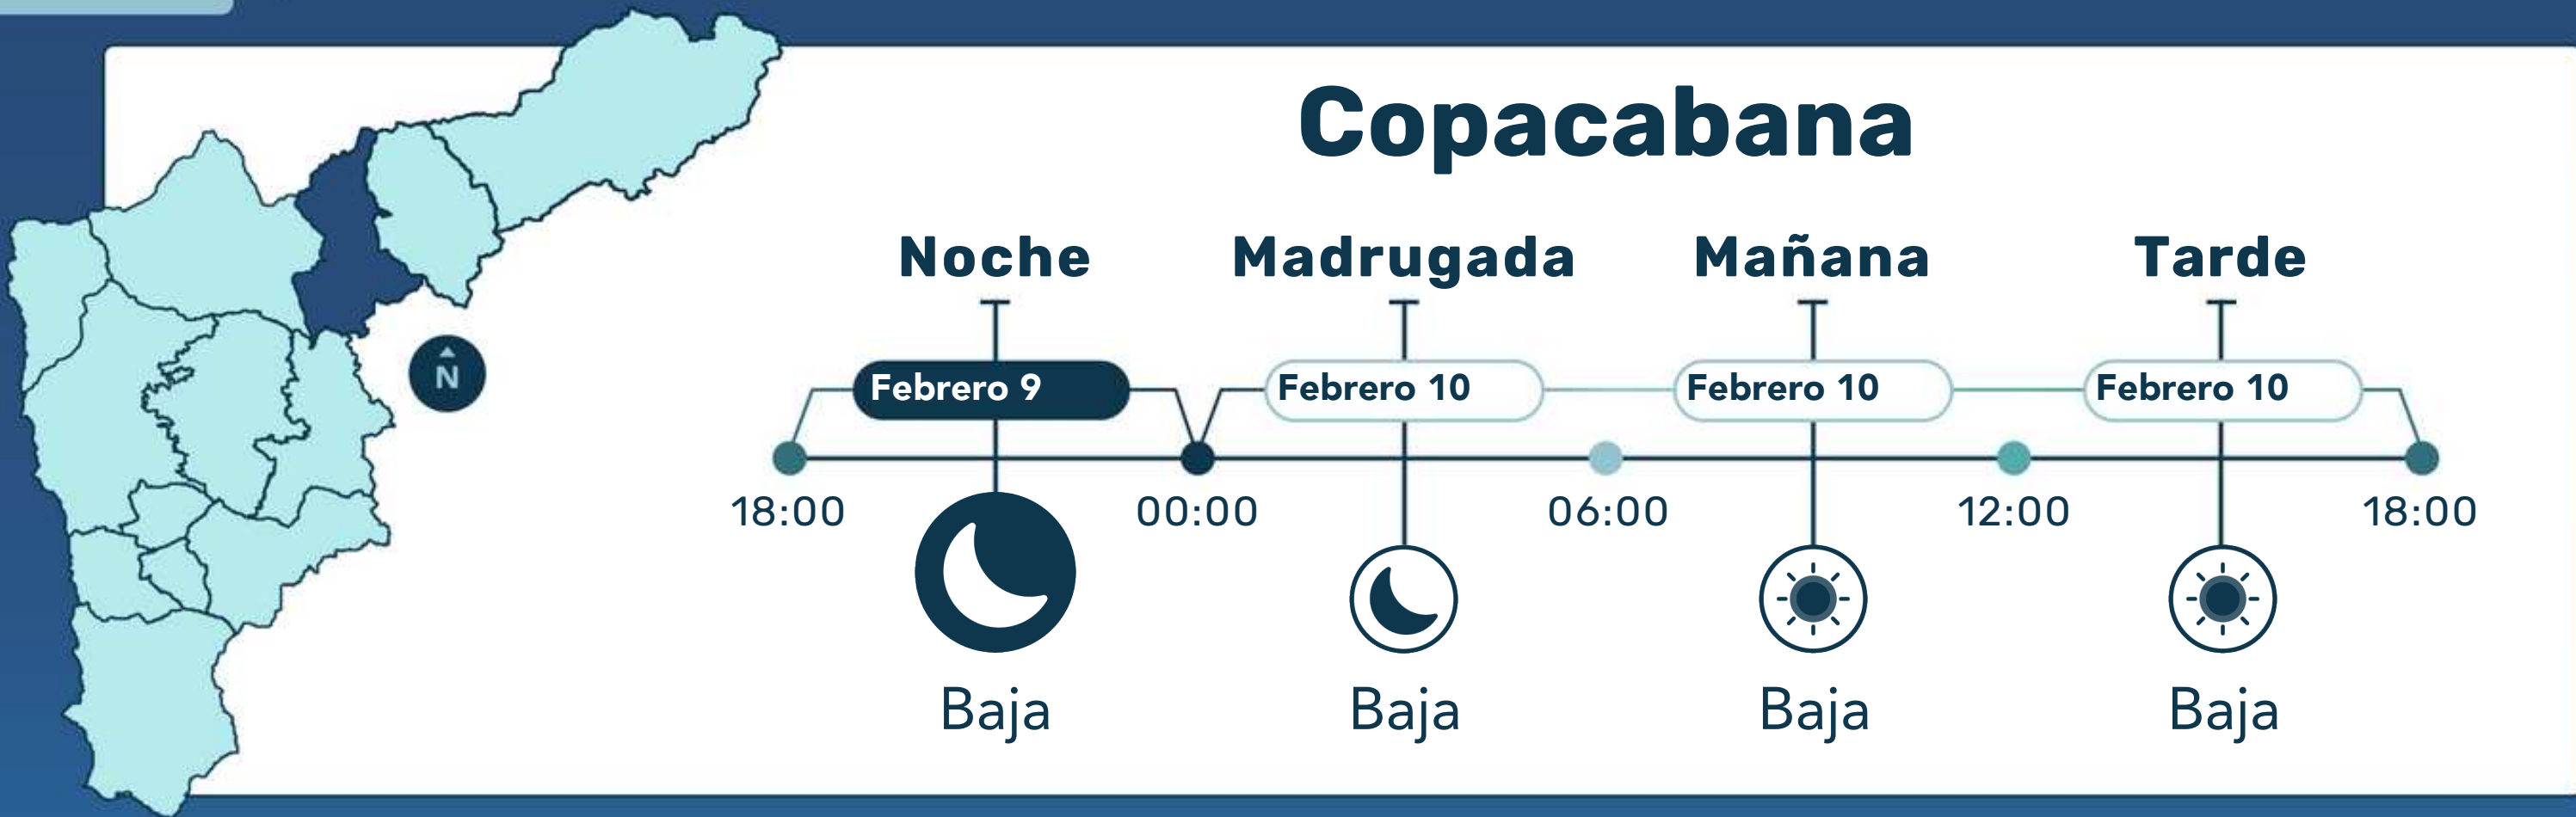 Copacabana
Noche Madrugada Mañana Tarde
Febrero 9 Febrero 10 Febrero 10 Febrero 10
N
18:00 00:00 06:00 12:00 18:00
Baja Baja Baja Baja